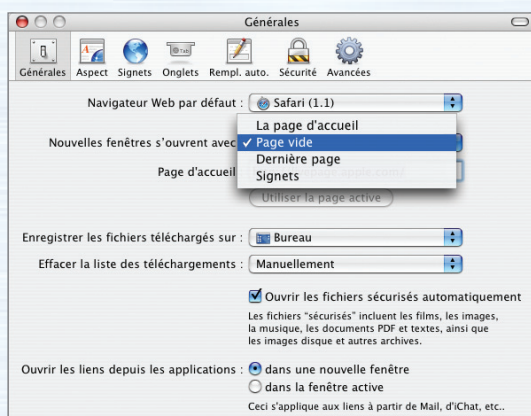 Générales
Générales Aspect Signets Onglets Rempl. auto. Sécurité Avancées
Navigateur Web par défaut : Safari (1.1)
La page d'accueil
Nouvelles fenêtres s'ouvrent avec ✓ Page vide
Dernière page
Page d'accueil
Signets
Utiliser la page active
Enregistrer les fichiers téléchargés sur : Bureau
Effacer la liste des téléchargements : Manuellement
Ouvrir les fichiers sécurisés automatiquement
Les fichiers “sécurisés” incluent les films, les images,
la musique, les documents PDF et textes, ainsi que
les images disque et autres archives.
Ouvrir les liens depuis les applications : dans une nouvelle fenêtre
dans la fenêtre active
Ceci s'applique aux liens à partir de Mail, d'iChat, etc..